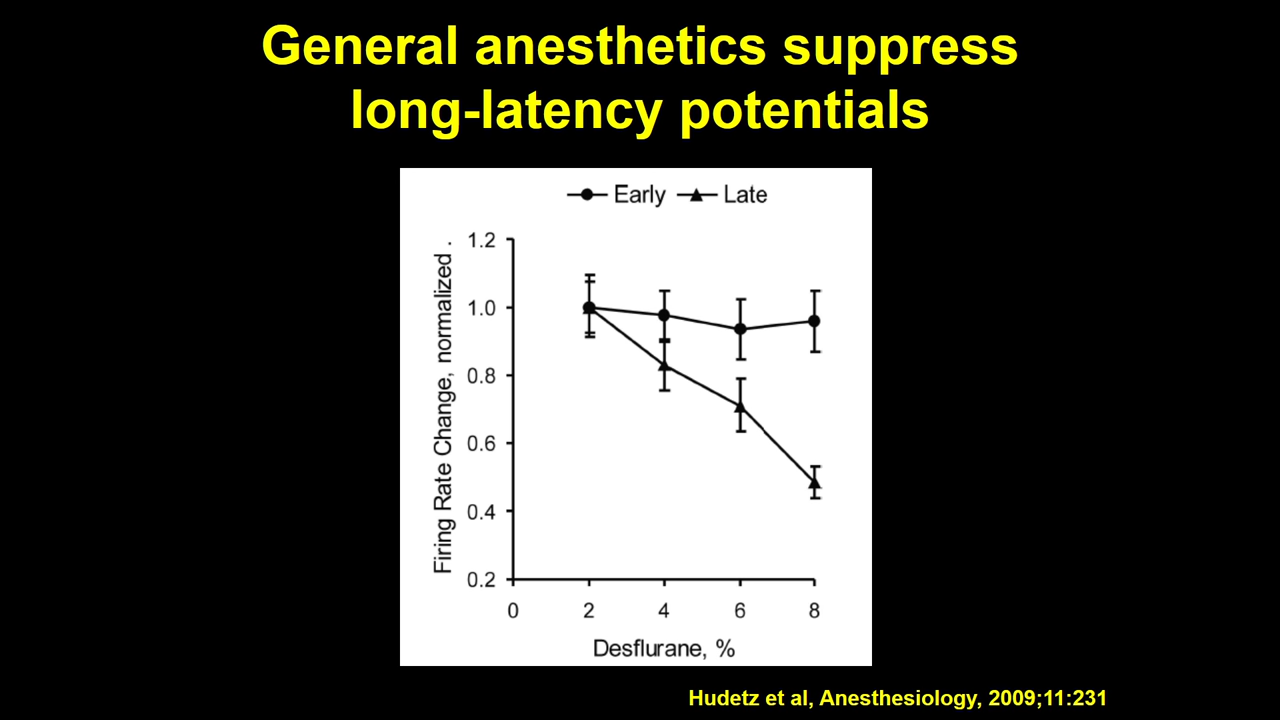 General anesthetics suppress
long-latency potentials
Early Late
Firing Rate Change, normalized .
1.2
1.0
0.8
0.6
0.4
0.2
0 2 4 6 8
Desflurane, %
Hudetz et al, Anesthesiology, 2009;11:231